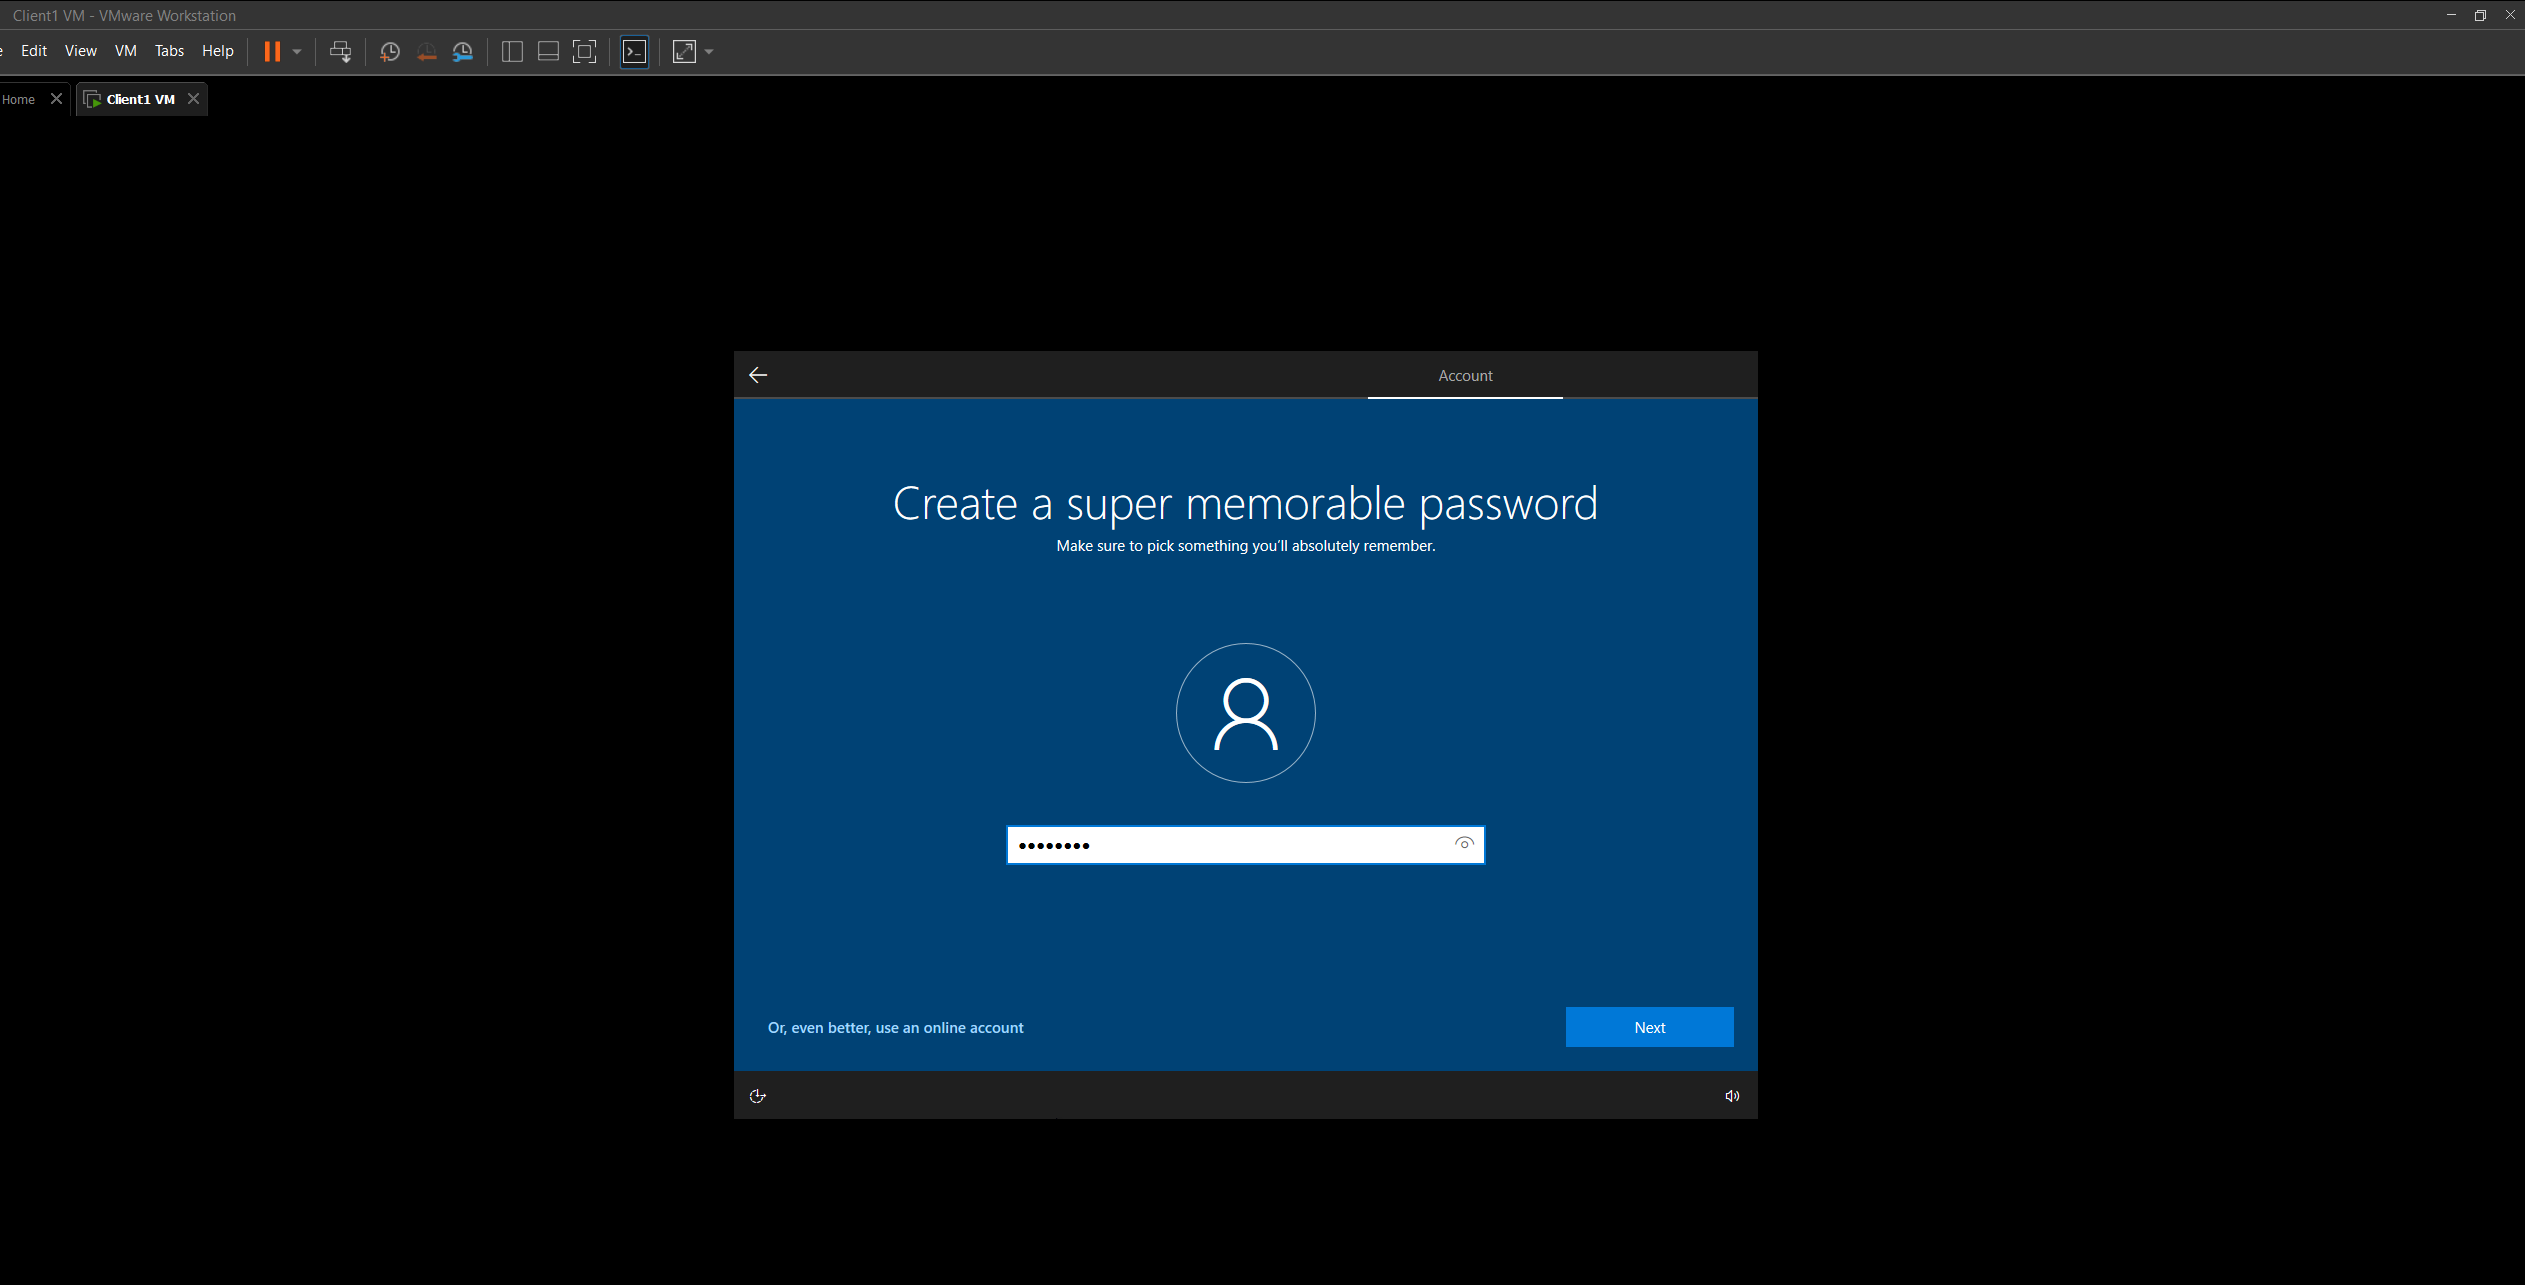 Client1 VM - VMware Workstation
Edit View VM Tabs Help
Home Client1 VM
Account
Create a super memorable password
Make sure to pick something you'll absolutely remember.
••••••••
Or, even better, use an online account
Next